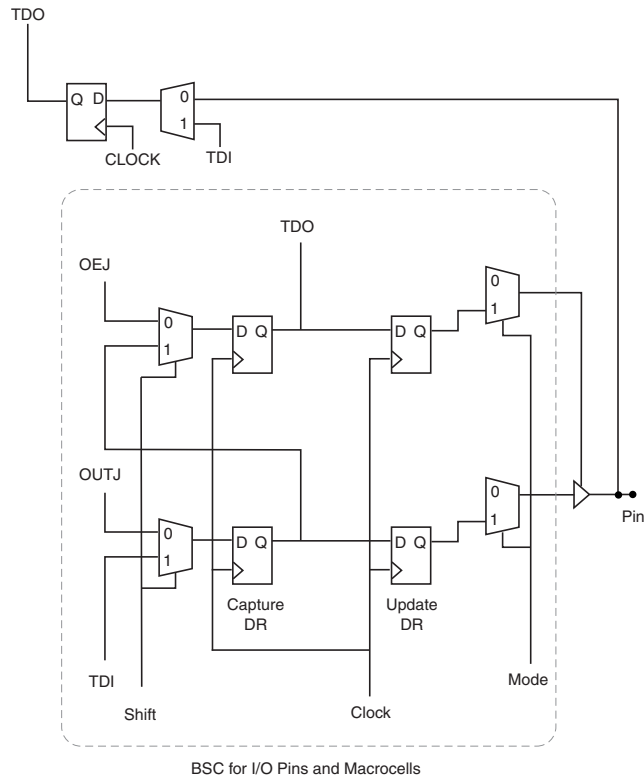 TDO
Q D
0
1
CLOCK
TDI
TDO
OEJ
0
1
D Q
D Q
0
1
OUTJ
0
1
D Q
D Q
0
1
Pin
Capture
DR
Update
DR
TDI
Shift
Clock
Mode
BSC for I/O Pins and Macrocells